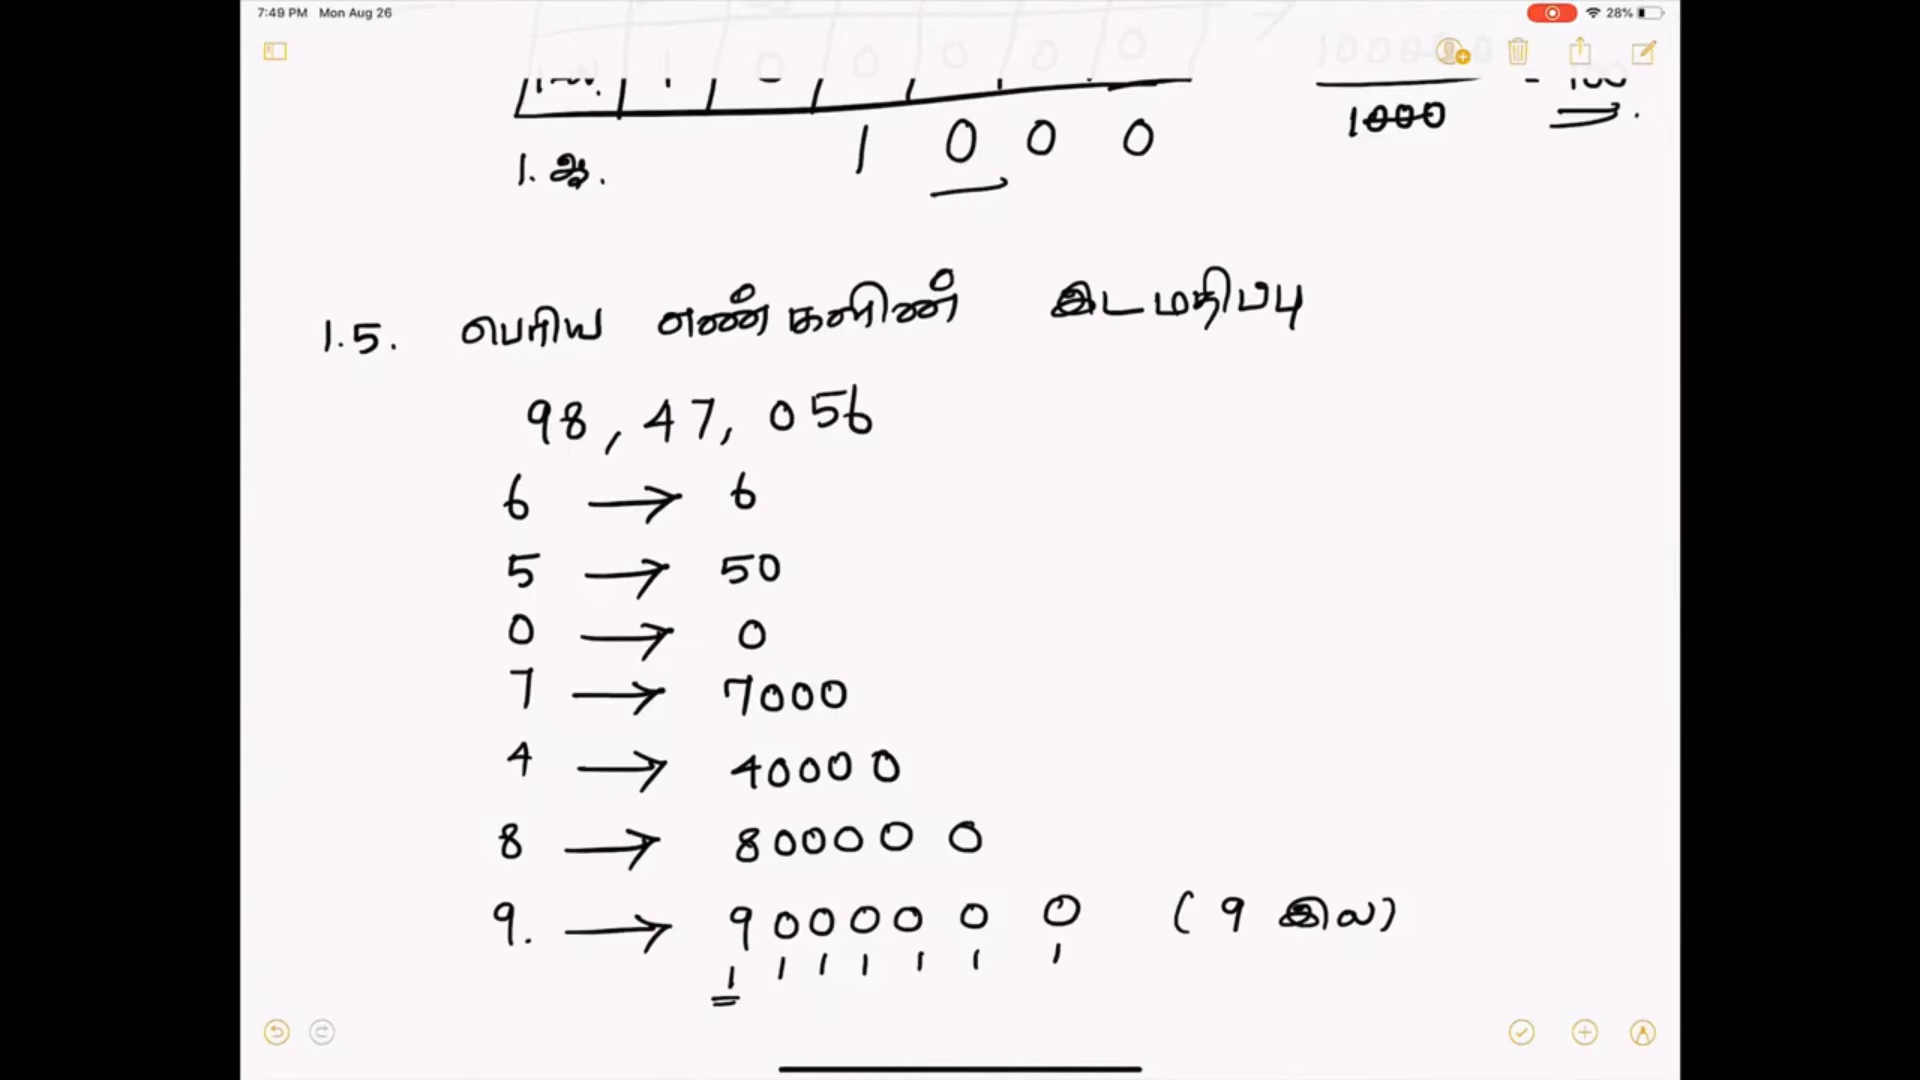 7:49 PM Mon Aug 26
28%
1000
1. ஆ. 1 0 0 0
1.5. பெரிய எண்களிண் இடமதிப்பு
98,47,056
6 → 6
5 → 50
0 → 0
7 → 7000
4 → 40000
8 → 800000
9. → 9000000 (9 இல)